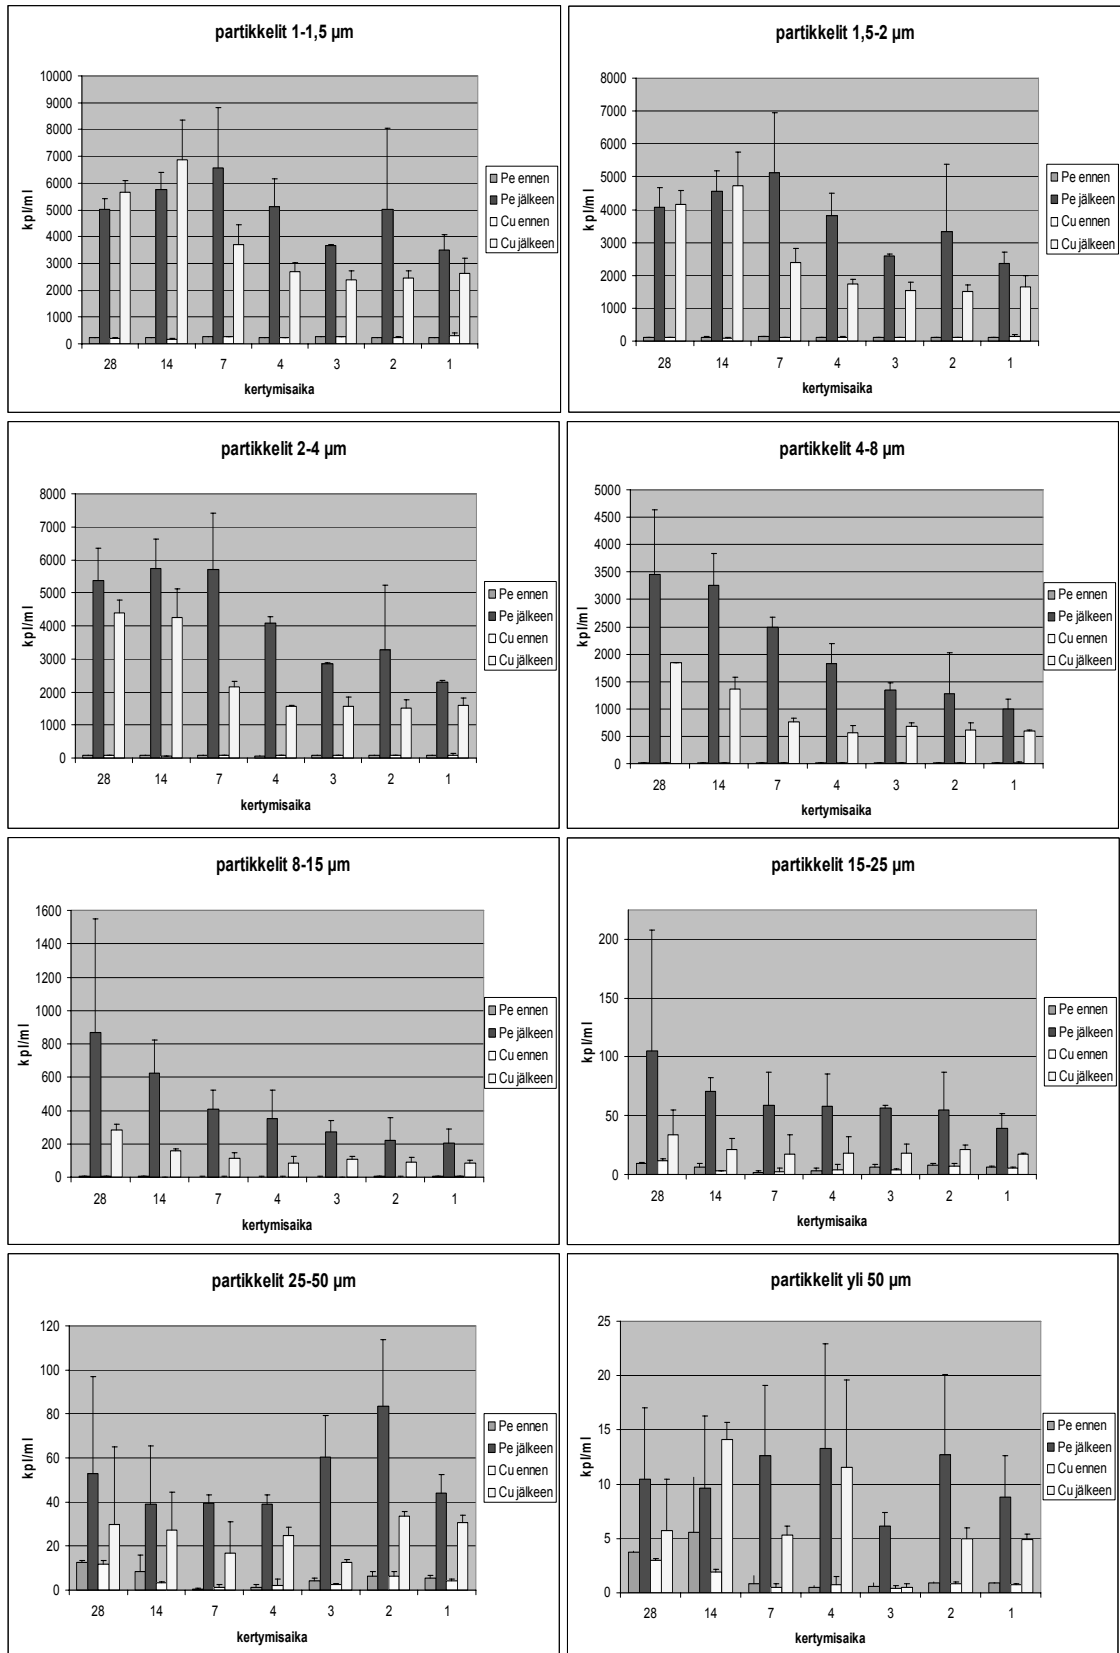 partikkelit 1-1,5 µm
10000
9000
8000
7000
6000
5000
4000
3000
2000
1000
0
kpl/ml
28 14 7 4 3 2 1
kertymisaika
Pe ennen
Pe jälkeen
Cu ennen
Cu jälkeen
partikkelit 1,5-2 µm
8000
7000
6000
5000
4000
3000
2000
1000
0
kpl/ml
28 14 7 4 3 2 1
kertymisaika
Pe ennen
Pe jälkeen
Cu ennen
Cu jälkeen
partikkelit 2-4 µm
8000
7000
6000
5000
4000
3000
2000
1000
0
kpl/ml
28 14 7 4 3 2 1
kertymisaika
Pe ennen
Pe jälkeen
Cu ennen
Cu jälkeen
partikkelit 4-8 µm
5000
4500
4000
3500
3000
2500
2000
1500
1000
500
0
kpl/ml
28 14 7 4 3 2 1
kertymisaika
Pe ennen
Pe jälkeen
Cu ennen
Cu jälkeen
partikkelit 8-15 µm
1600
1400
1200
1000
800
600
400
200
0
kpl/ml
28 14 7 4 3 2 1
kertymisaika
Pe ennen
Pe jälkeen
Cu ennen
Cu jälkeen
partikkelit 15-25 µm
200
150
100
50
0
kpl/ml
28 14 7 4 3 2 1
kertymisaika
Pe ennen
Pe jälkeen
Cu ennen
Cu jälkeen
partikkelit 25-50 µm
120
100
80
60
40
20
0
kpl/ml
28 14 7 4 3 2 1
kertymisaika
Pe ennen
Pe jälkeen
Cu ennen
Cu jälkeen
partikkelit yli 50 µm
25
20
15
10
5
0
kpl/ml
28 14 7 4 3 2 1
kertymisaika
Pe ennen
Pe jälkeen
Cu ennen
Cu jälkeen